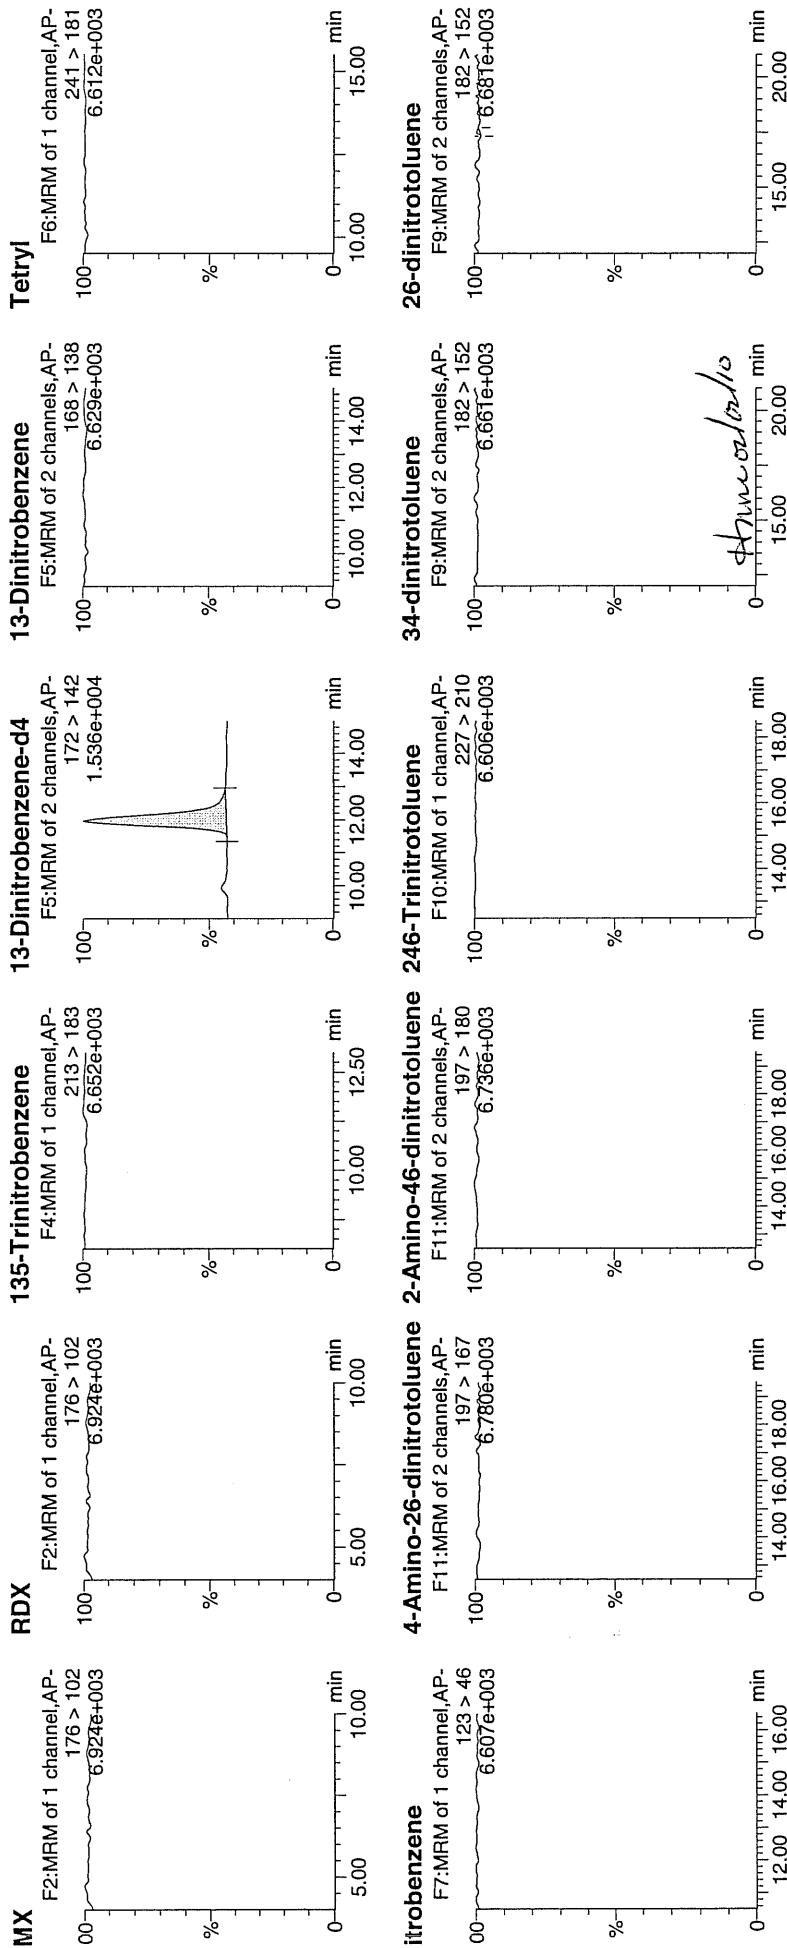 MX
F2:MRM of 1 channel,AP-
176 > 102
6.924e+003
00
%
0
5.00
10.00
min
RDX
F2:MRM of 1 channel,AP-
176 > 102
6.924e+003
100
%
0
5.00
10.00
min
135-Trinitrobenzene
F4:MRM of 1 channel,AP-
213 > 183
6.652e+003
100
%
0
10.00
12.50
min
13-Dinitrobenzene-d4
F5:MRM of 2 channels,AP-
172 > 142
1.536e+004
100
%
0
10.00
12.00
14.00
min
13-Dinitrobenzene
F5:MRM of 2 channels,AP-
168 > 138
6.629e+003
100
%
0
10.00
12.00
14.00
min
Tetryl
F6:MRM of 1 channel,AP-
241 > 181
6.612e+003
100
%
0
10.00
15.00
min
itrobenzene
F7:MRM of 1 channel,AP-
123 > 46
6.607e+003
00
%
0
12.00
14.00
16.00
min
4-Amino-26-dinitrotoluene
F11:MRM of 2 channels,AP-
197 > 167
6.780e+003
100
%
0
14.00
16.00
18.00
min
2-Amino-46-dinitrotoluene
F11:MRM of 2 channels,AP-
197 > 180
6.736e+003
100
%
0
14.00
16.00
18.00
min
246-Trinitrotoluene
F10:MRM of 1 channel,AP-
227 > 210
6.606e+003
100
%
0
14.00
16.00
18.00
min
34-dinitrotoluene
F9:MRM of 2 channels,AP-
182 > 152
6.661e+003
100
%
0
15.00
20.00
min
26-dinitrotoluene
F9:MRM of 2 channels,AP-
182 > 152
6.681e+003
100
%
0
15.00
20.00
min